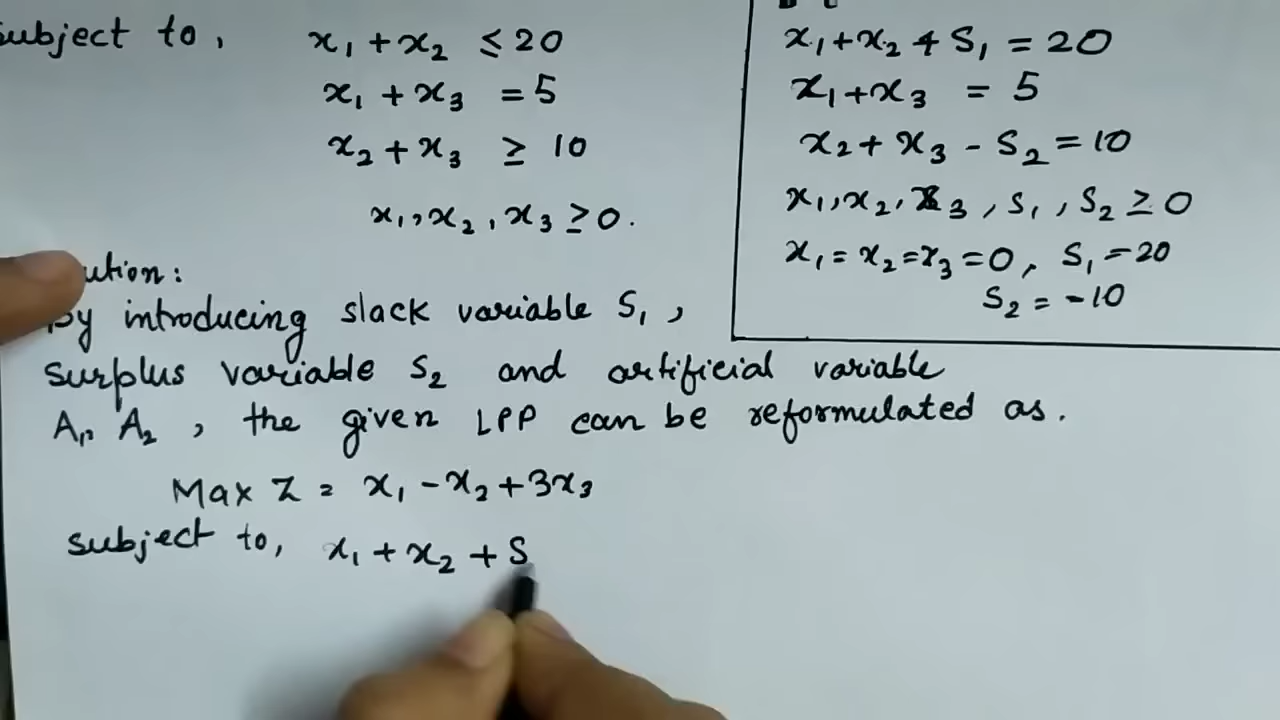 subject to, x₁ + x₂ ≤ 20
x₁ + x₃ = 5
x₂ + x₃ ≥ 10
x₁, x₂, x₃ ≥ 0.
x₁ + x₂ + S₁ = 20
x₁ + x₃ = 5
x₂ + x₃ - S₂ = 10
x₁, x₂, x₃, S₁, S₂ ≥ 0
x₁ = x₂ = x₃ = 0, S₁ = 20
S₂ = -10
ution:
By introducing slack variable S₁,
surplus variable S₂ and artificial variable
A₁, A₂, the given LPP can be reformulated as.
Max Z = x₁ - x₂ + 3x₃
subject to, x₁ + x₂ + S